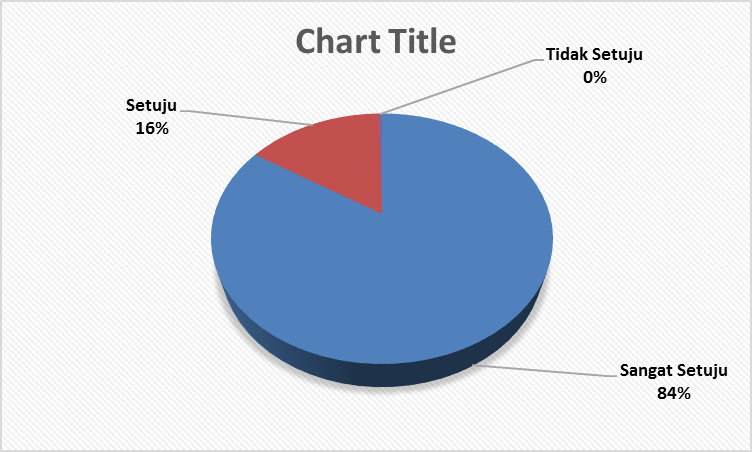 Chart Title
Tidak Setuju
0%
Setuju
16%
Sangat Setuju
84%